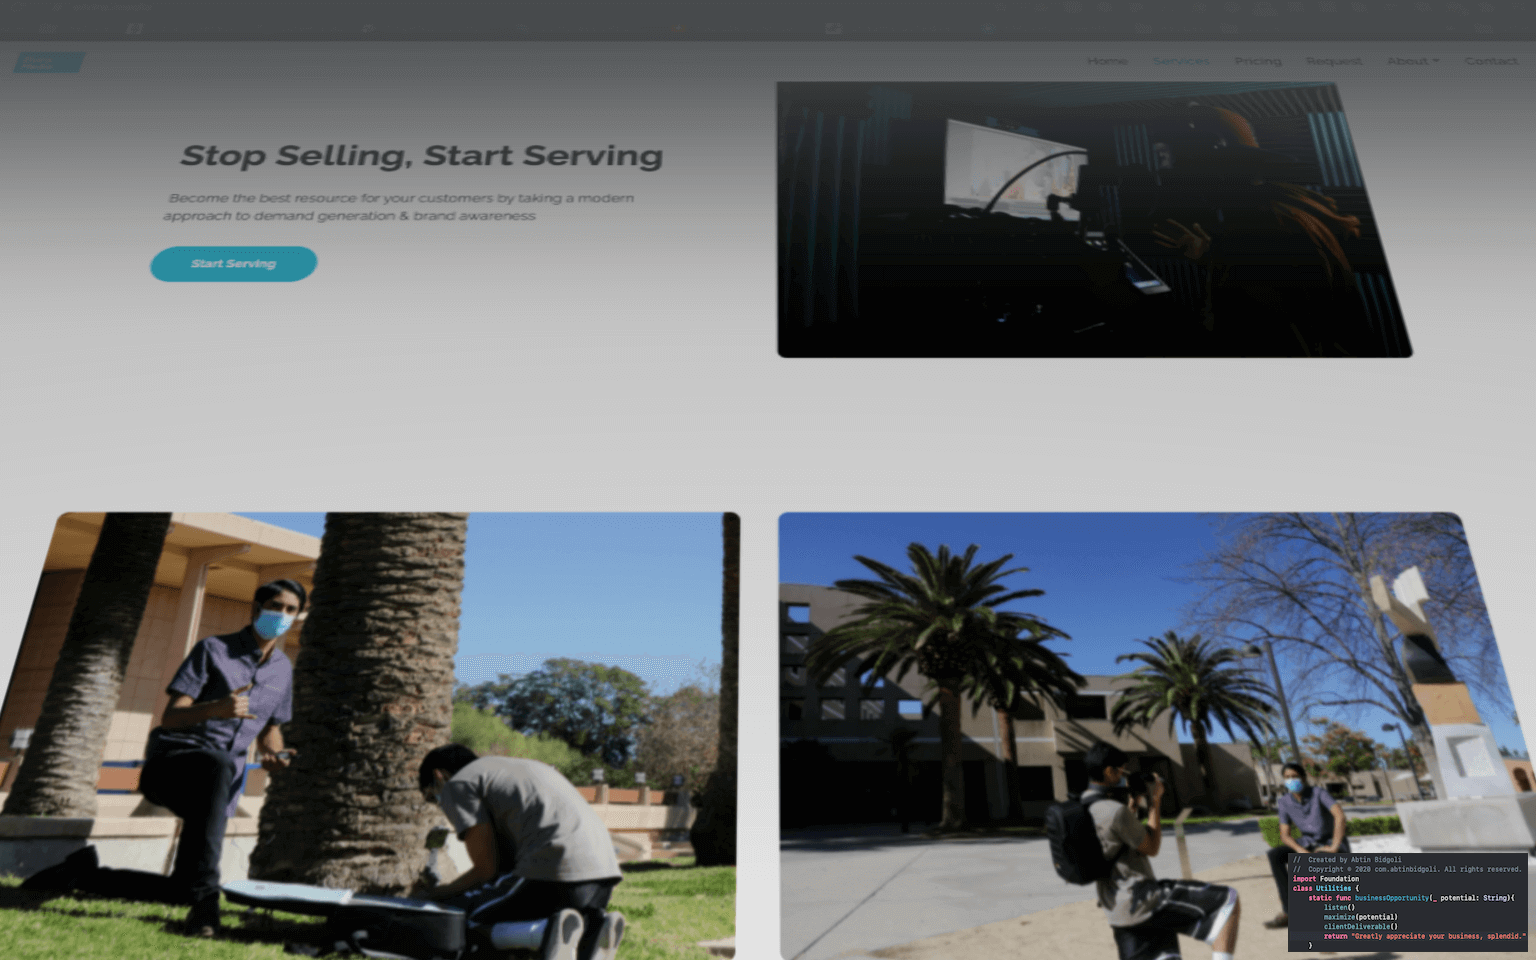 Home Services Pricing Request About Contact
Stop Selling, Start Serving
Become the best resource for your customers by taking a modern
approach to demand generation & brand awareness
Start Serving
// Created by Abtin Bidgoli
// Copyright © 2020 com.abtinbidgoli. All rights reserved.
import Foundation
class Utilities {
static func businessOpportunity(_ potential: String){
listen()
maximize(potential)
clientDeliverable()
return "Greatly appreciate your business, splendid."
}